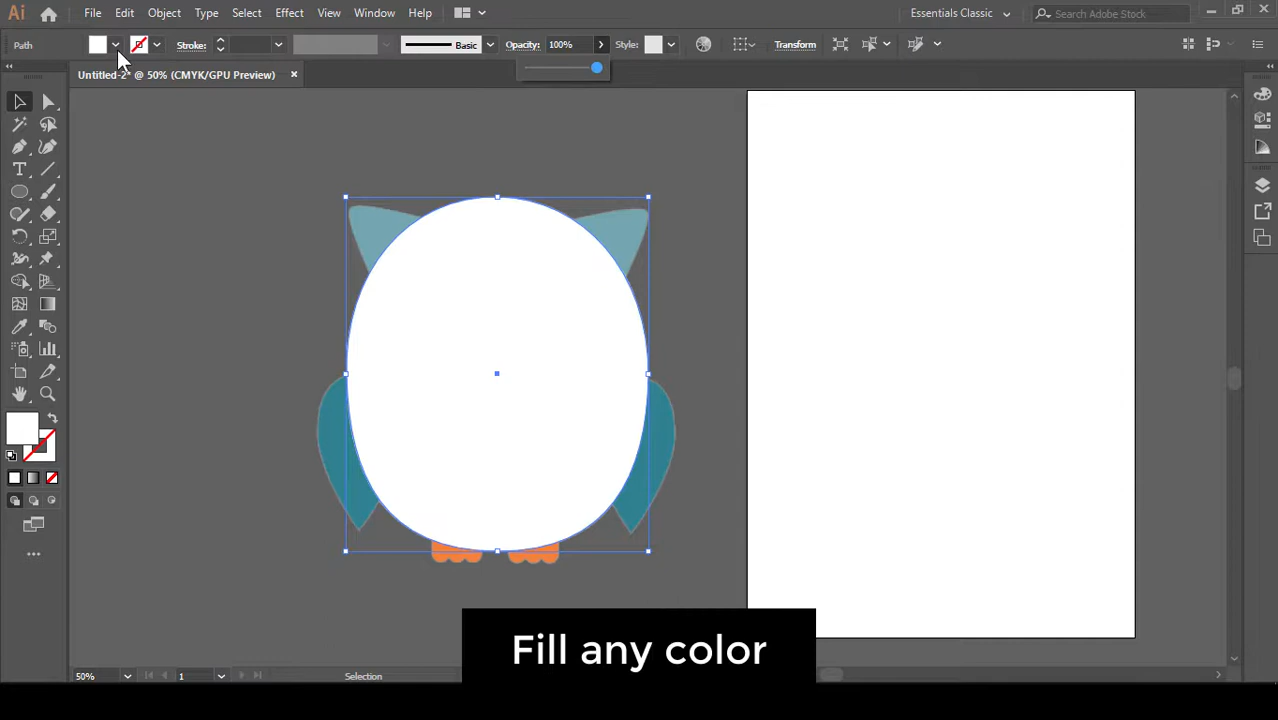 Ai File Edit Object Type Select Effect View Window Help Essentials Classic Search Adobe Stock
Path Stroke: Basic Opacity: 100% Style: Transform
Untitled-2* @ 50% (CMYK/GPU Preview) ×
T
Fill any color
50% 1 Selection